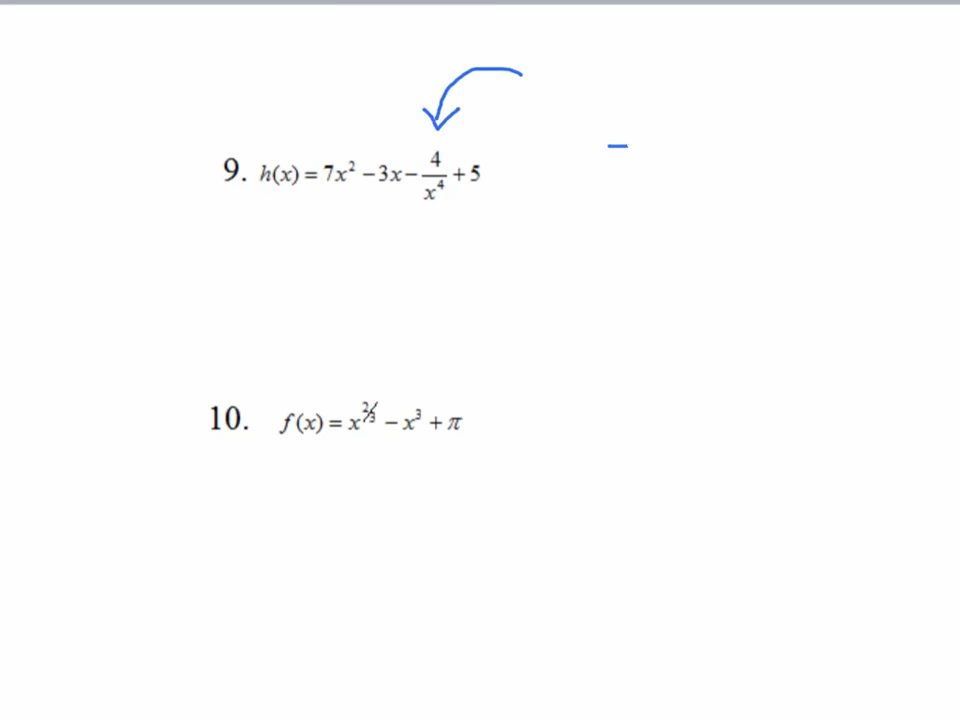 9. h(x) = 7x² − 3x − 4/x⁴ + 5
−
10. f(x) = x^(2/3) − x³ + π